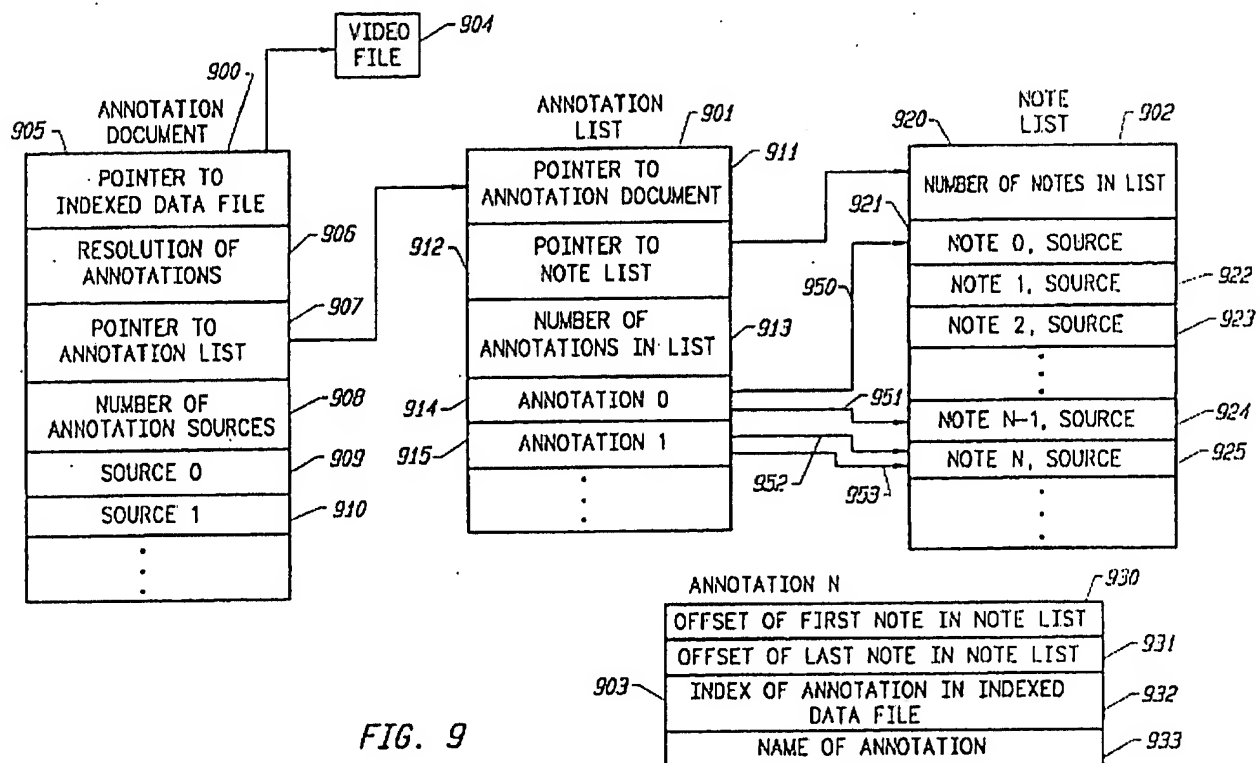 VIDEO
FILE
904
900
ANNOTATION
DOCUMENT
905
POINTER TO
INDEXED DATA FILE
RESOLUTION OF
ANNOTATIONS
906
POINTER TO
ANNOTATION LIST
907
NUMBER OF
ANNOTATION SOURCES
908
SOURCE 0
909
SOURCE 1
910
ANNOTATION
LIST
901
POINTER TO
ANNOTATION DOCUMENT
911
912
POINTER TO
NOTE LIST
NUMBER OF
ANNOTATIONS IN LIST
913
914
ANNOTATION 0
915
ANNOTATION 1
950
951
952
953
NOTE
LIST
902
920
NUMBER OF NOTES IN LIST
921
NOTE 0, SOURCE
NOTE 1, SOURCE
922
NOTE 2, SOURCE
923
NOTE N-1, SOURCE
924
NOTE N, SOURCE
925
ANNOTATION N
930
OFFSET OF FIRST NOTE IN NOTE LIST
OFFSET OF LAST NOTE IN NOTE LIST
931
903
INDEX OF ANNOTATION IN INDEXED
DATA FILE
932
NAME OF ANNOTATION
933
FIG. 9